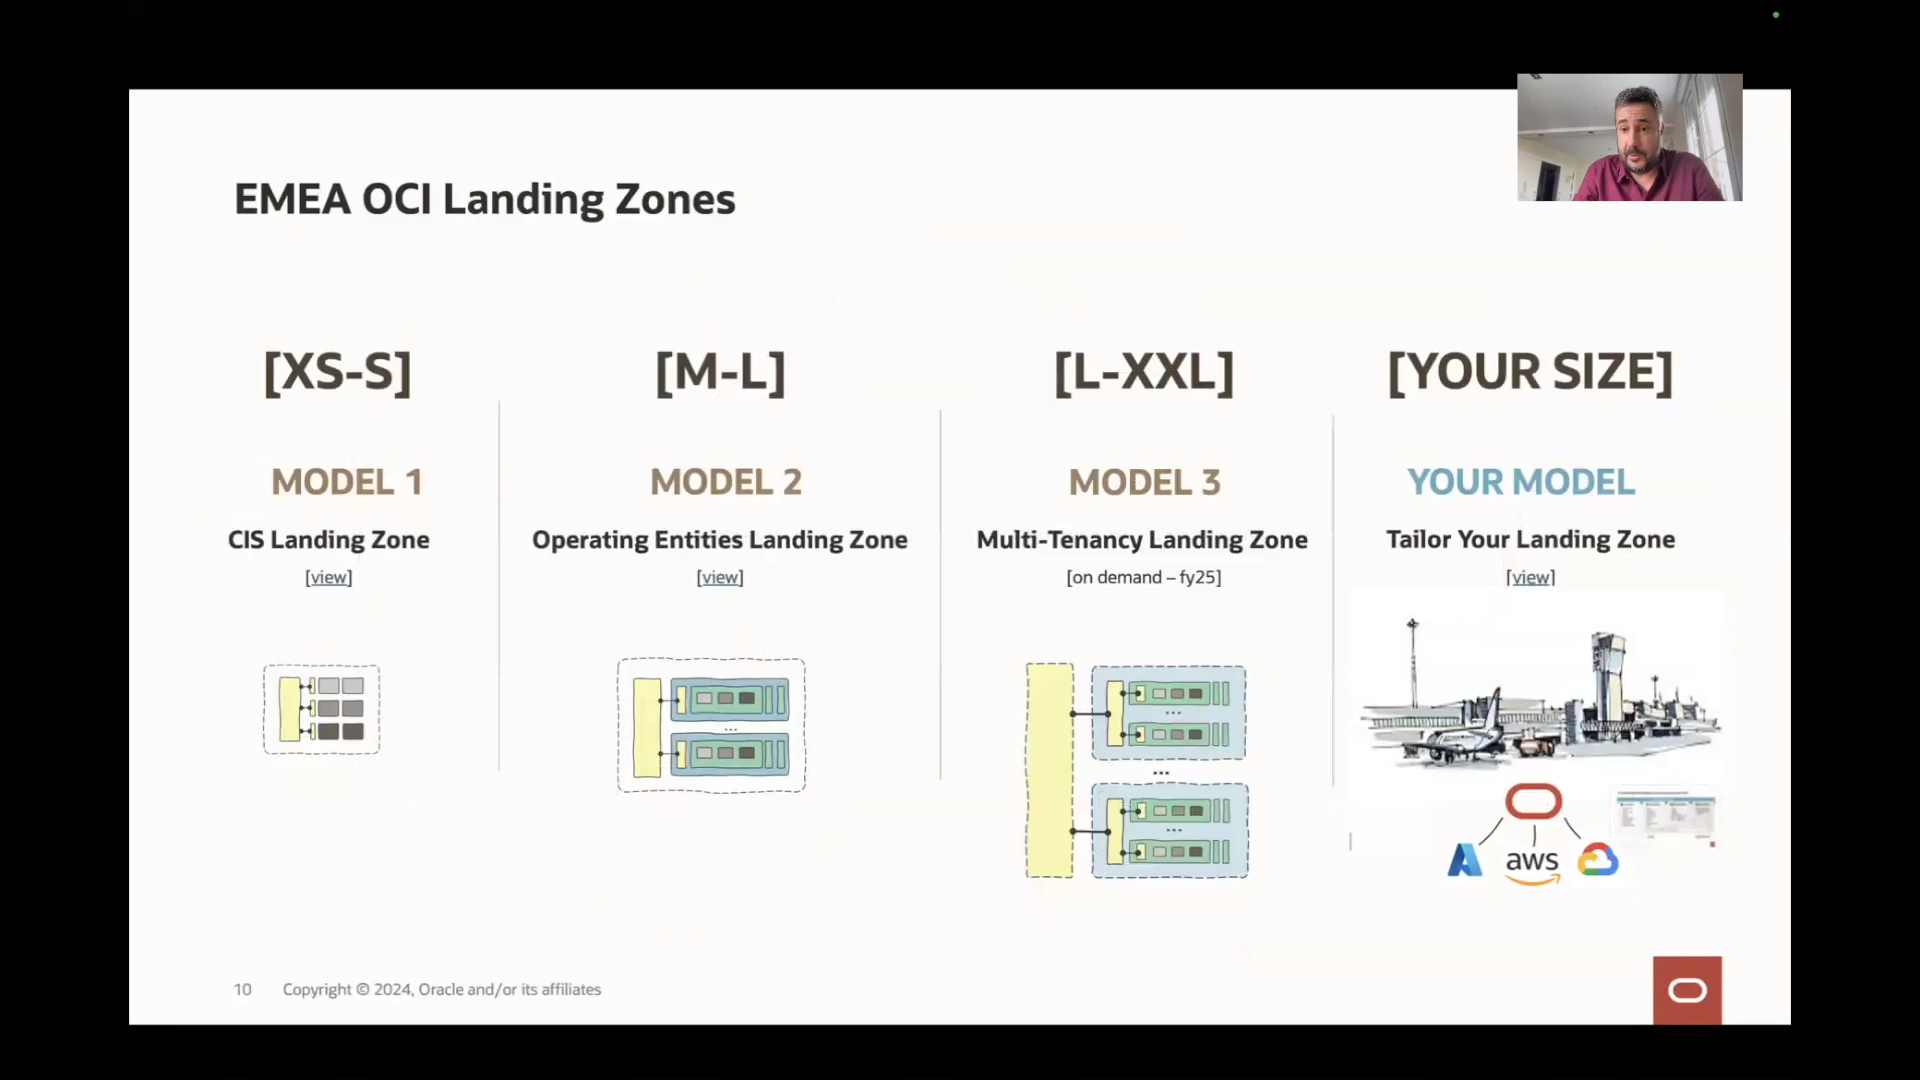 EMEA OCI Landing Zones
[XS-S]
MODEL 1
CIS Landing Zone
[view]
[M-L]
MODEL 2
Operating Entities Landing Zone
[view]
...
[L-XXL]
MODEL 3
Multi-Tenancy Landing Zone
[on demand – fy25]
...
...
...
[YOUR SIZE]
YOUR MODEL
Tailor Your Landing Zone
[view]
aws
10 Copyright © 2024, Oracle and/or its affiliates